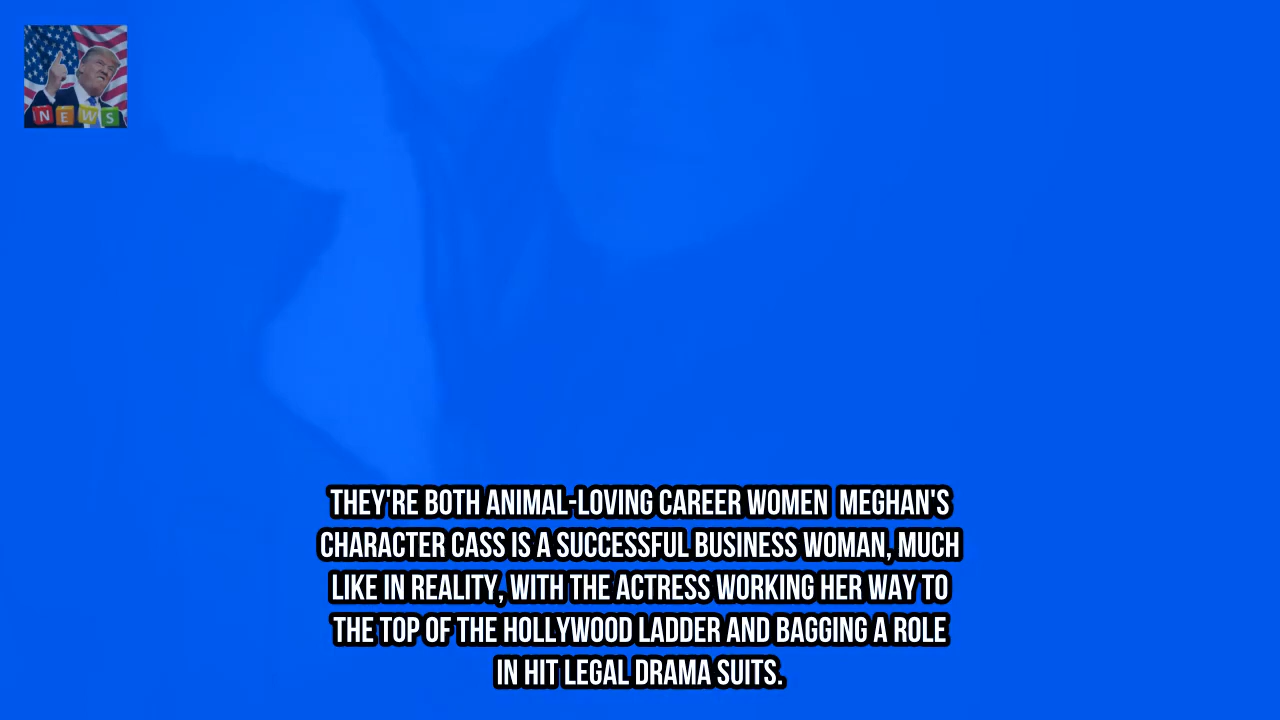 NEWS
THEY'RE BOTH ANIMAL-LOVING CAREER WOMEN  MEGHAN'S
CHARACTER CASS IS A SUCCESSFUL BUSINESS WOMAN, MUCH
LIKE IN REALITY, WITH THE ACTRESS WORKING HER WAY TO
THE TOP OF THE HOLLYWOOD LADDER AND BAGGING A ROLE
IN HIT LEGAL DRAMA SUITS.